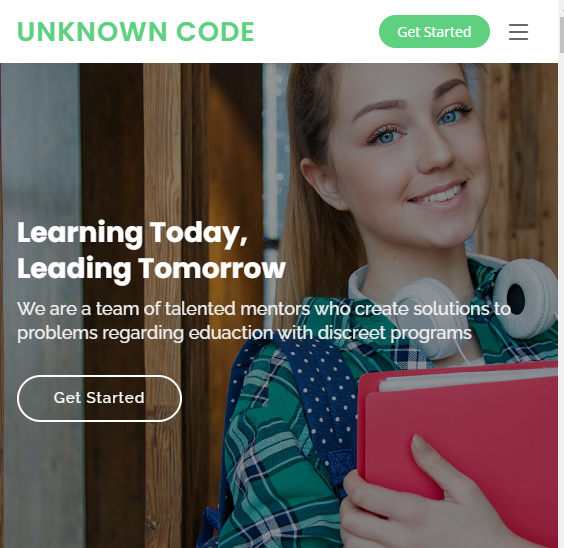 UNKNOWN CODE
Get Started
Learning Today,
Leading Tomorrow
We are a team of talented mentors who create solutions to
problems regarding eduaction with discreet programs
Get Started